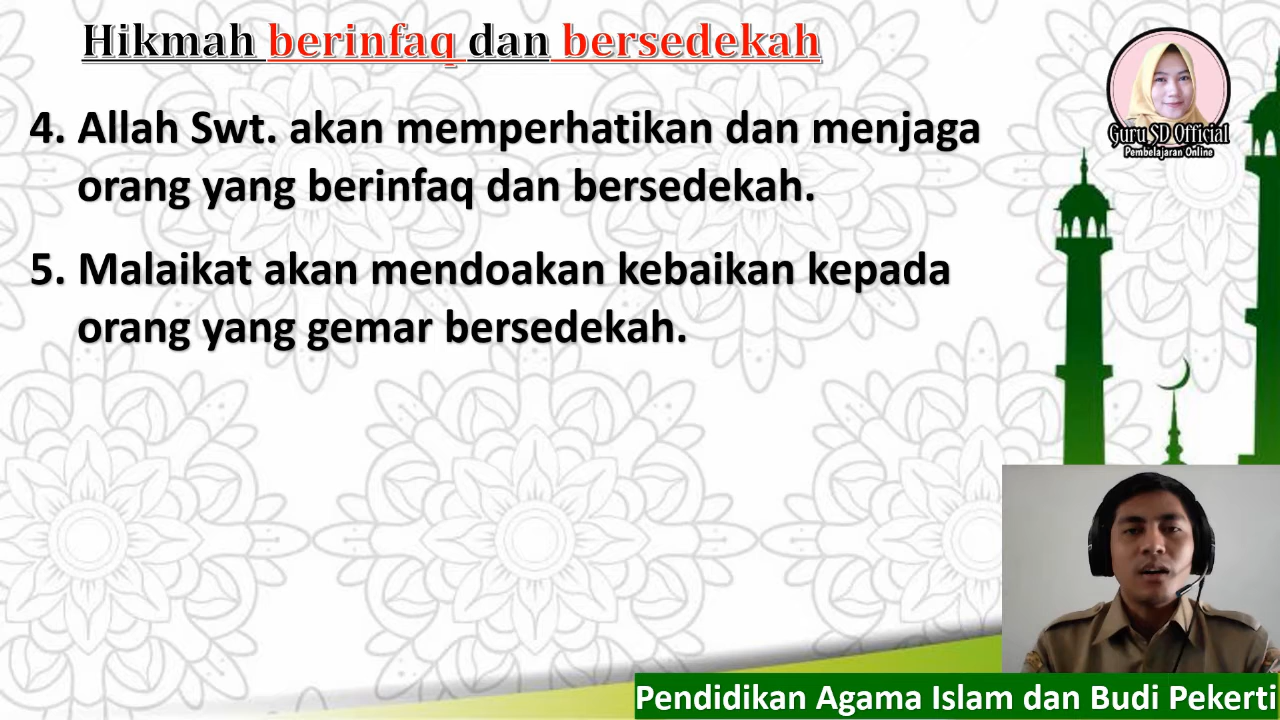 Hikmah berinfaq dan bersedekah
4. Allah Swt. akan memperhatikan dan menjaga
orang yang berinfaq dan bersedekah.
5. Malaikat akan mendoakan kebaikan kepada
orang yang gemar bersedekah.
Guru SD Official
Pembelajaran Online
Pendidikan Agama Islam dan Budi Pekerti